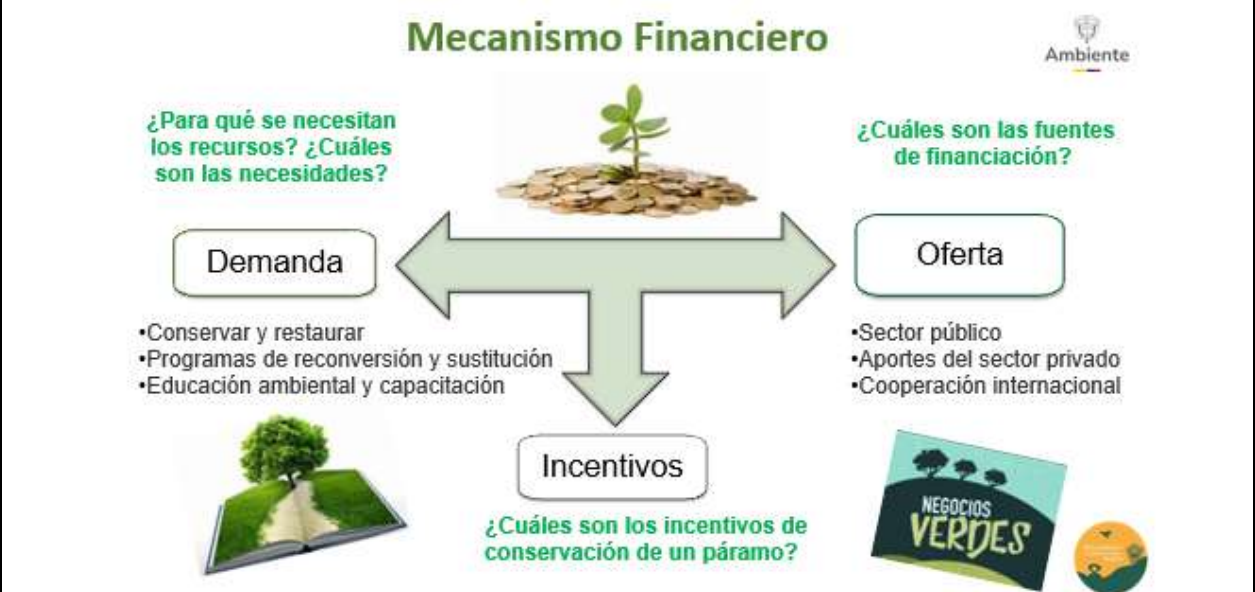 Mecanismo Financiero
Ambiente
¿Para qué se necesitan
los recursos? ¿Cuáles
son las necesidades?
¿Cuáles son las fuentes
de financiación?
Demanda
Oferta
•Conservar y restaurar
•Programas de reconversión y sustitución
•Educación ambiental y capacitación
•Sector público
•Aportes del sector privado
•Cooperación internacional
Incentivos
¿Cuáles son los incentivos de
conservación de un páramo?
NEGOCIOS
VERDES